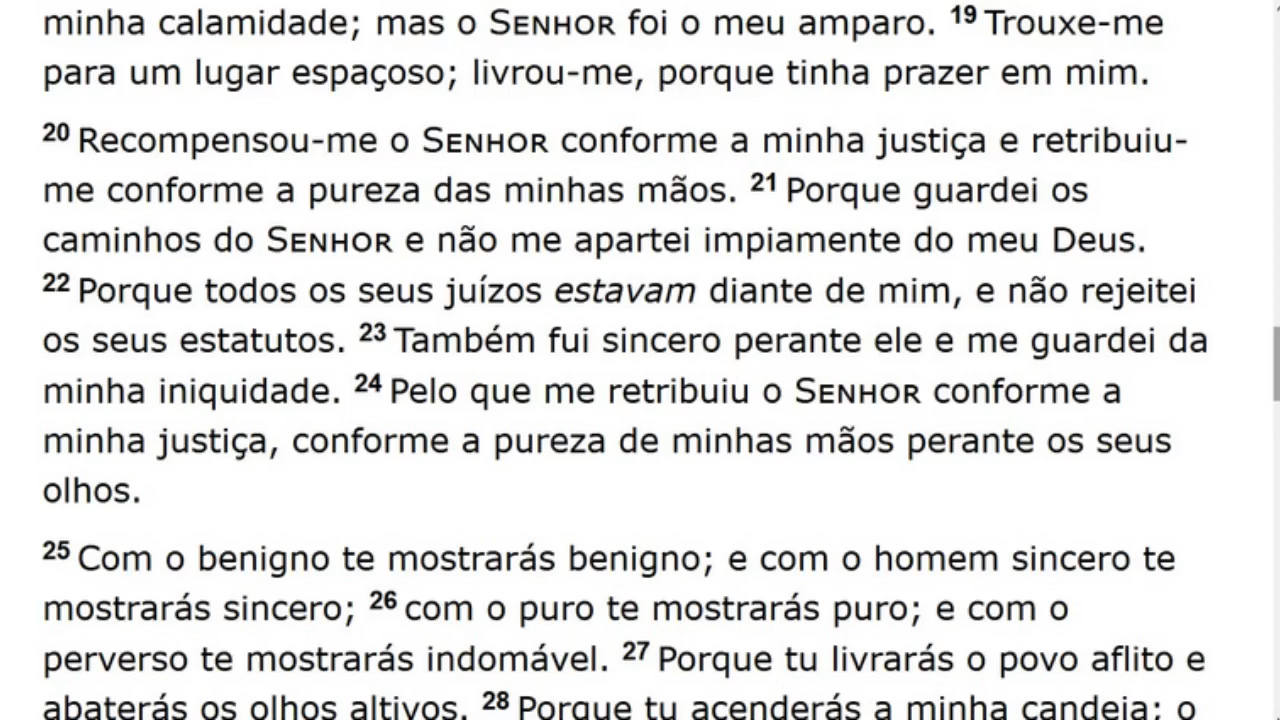 minha calamidade; mas o SENHOR foi o meu amparo. 19 Trouxe-me
para um lugar espaçoso; livrou-me, porque tinha prazer em mim.
20 Recompensou-me o SENHOR conforme a minha justiça e retribuiu-
me conforme a pureza das minhas mãos. 21 Porque guardei os
caminhos do SENHOR e não me apartei impiamente do meu Deus.
22 Porque todos os seus juízos estavam diante de mim, e não rejeitei
os seus estatutos. 23 Também fui sincero perante ele e me guardei da
minha iniquidade. 24 Pelo que me retribuiu o SENHOR conforme a
minha justiça, conforme a pureza de minhas mãos perante os seus
olhos.
25 Com o benigno te mostrarás benigno; e com o homem sincero te
mostrarás sincero; 26 com o puro te mostrarás puro; e com o
perverso te mostrarás indomável. 27 Porque tu livrarás o povo aflito e
abaterás os olhos altivos. 28 Porque tu acenderás a minha candeia; o